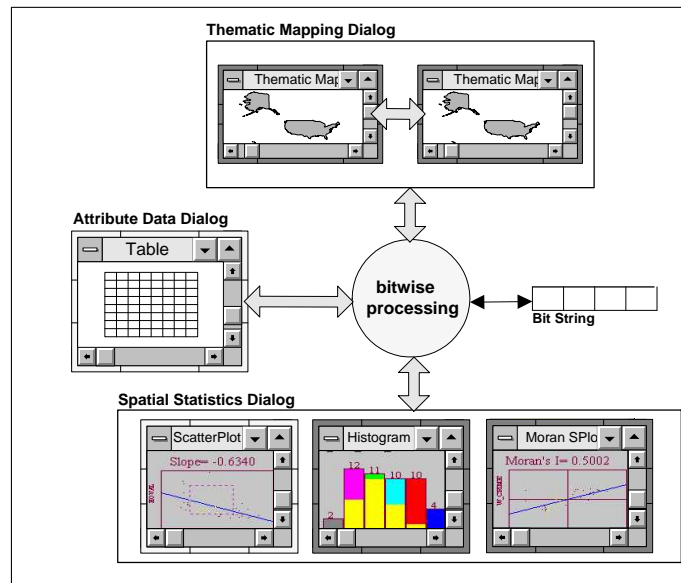 Thematic Mapping Dialog
Thematic Map
Thematic Map
Attribute Data Dialog
Table
bitwise
processing
Bit String
Spatial Statistics Dialog
ScatterPlot
Slope= -0.6340
Histogram
2
12
11
10
10
4
Moran SPlo
Moran's I= 0.5002
W_CRIME